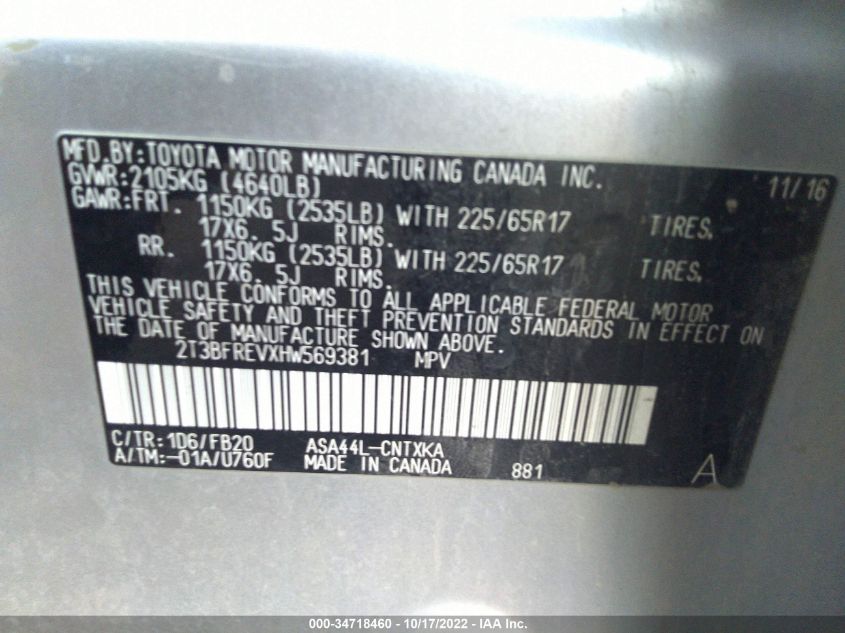 MFD.BY:TOYOTA MOTOR MANUFACTURING CANADA INC. 11/16
GVWR:2105KG (4640LB)
GAWR:FRT. 1150KG (2535LB) WITH 225/65R17 TIRES,
17X6. 5J RIMS.
RR. 1150KG (2535LB) WITH 225/65R17 TIRES,
17X6. 5J RIMS.
THIS VEHICLE CONFORMS TO ALL APPLICABLE FEDERAL MOTOR
VEHICLE SAFETY AND THEFT PREVENTION STANDARDS IN EFFECT ON
THE DATE OF MANUFACTURE SHOWN ABOVE.
2T3BFREVXHW569381 MPV
C/TR:1D6/FB20 ASA44L-CNTXKA
A/TM:-01A/U760F MADE IN CANADA 881 A
000-34718460 - 10/17/2022 - IAA Inc.